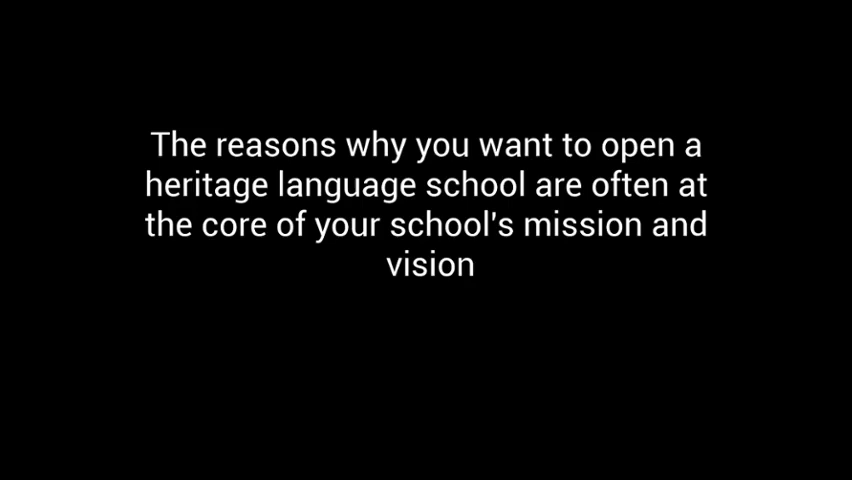 The reasons why you want to open a
heritage language school are often at
the core of your school's mission and
vision